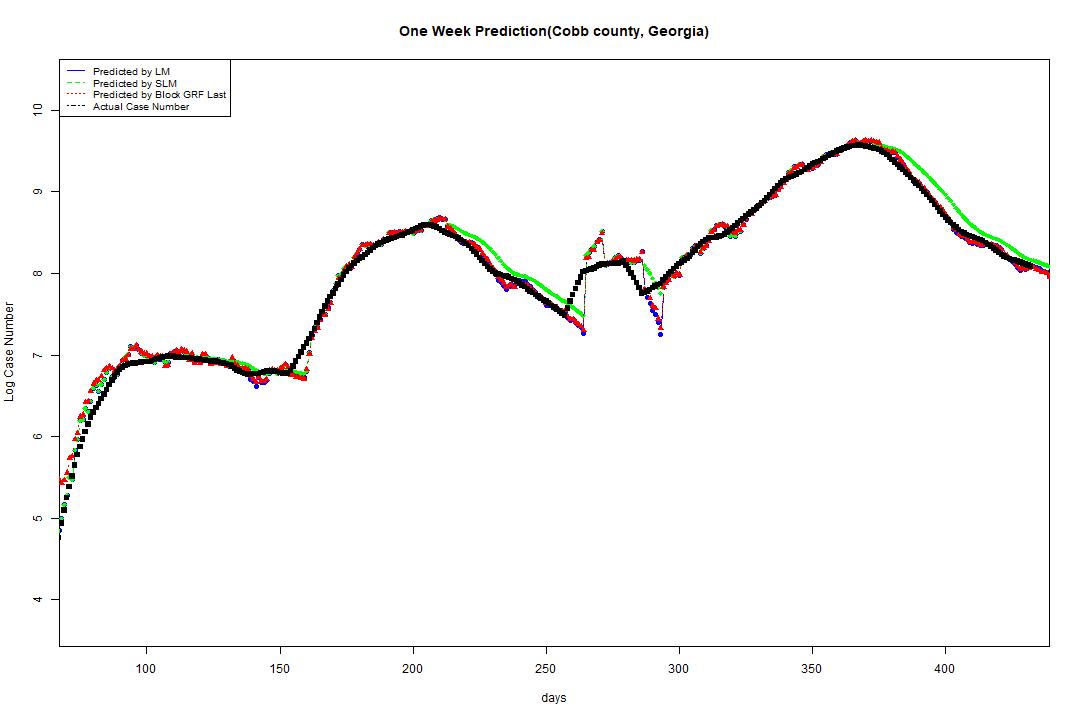 One Week Prediction(Cobb county, Georgia)
Predicted by LM
Predicted by SLM
Predicted by Block GRF Last
Actual Case Number
10
9
8
7
6
5
4
Log Case Number
100 150 200 250 300 350 400
days